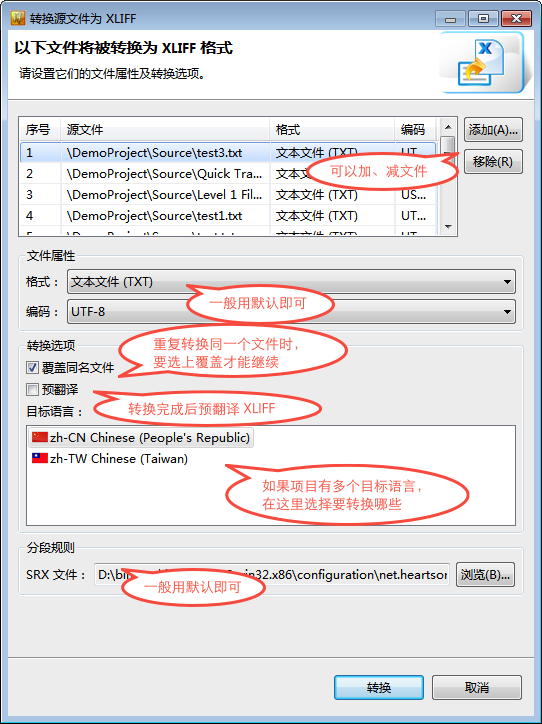 转换源文件为 XLIFF
以下文件将被转换为 XLIFF 格式
请设置它们的文件属性及转换选项。
序号 源文件 格式 编码
1 \DemoProject\Source\test3.txt 文本文件 (TXT) UT...
2 \DemoProject\Source\Quick Tra... 文本文件
3 \DemoProject\Source\Level 1 Fil... 文本文件 (TXT) US...
4 \DemoProject\Source\test1.txt 文本文件 (TXT) UT...
添加(A)...
移除(R)
可以加、减文件
文件属性
格式： 文本文件 (TXT)
编码： UTF-8
一般用默认即可
转换选项
重复转换同一个文件时，
要选上覆盖才能继续
覆盖同名文件
预翻译
转换完成后预翻译 XLIFF
目标语言：
zh-CN Chinese (People's Republic)
zh-TW Chinese (Taiwan)
如果项目有多个目标语言，
在这里选择要转换哪些
分段规则
SRX 文件： D:\bin in32.x86\configuration\net.heartsor
浏览(B)...
一般用默认即可
转换 取消